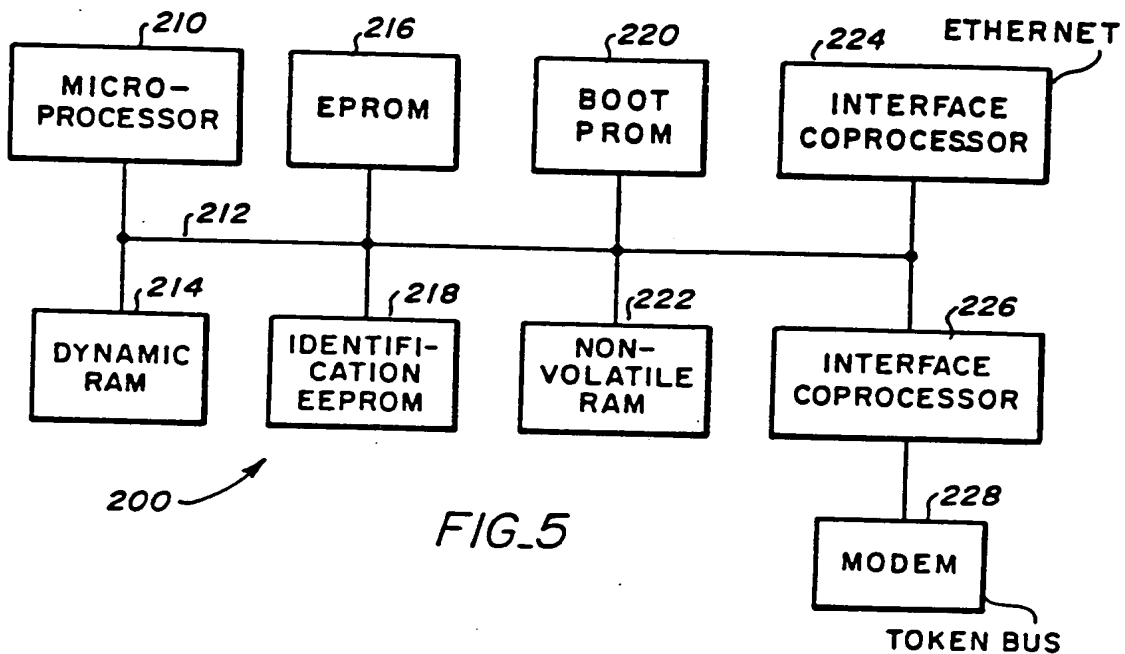 210
MICRO-
PROCESSOR
216
EPROM
220
BOOT
PROM
224
ETHERNET
INTERFACE
COPROCESSOR
212
214
DYNAMIC
RAM
218
IDENTIFI-
CATION
EEPROM
222
NON-
VOLATILE
RAM
226
INTERFACE
COPROCESSOR
200
FIG_5
228
MODEM
TOKEN BUS